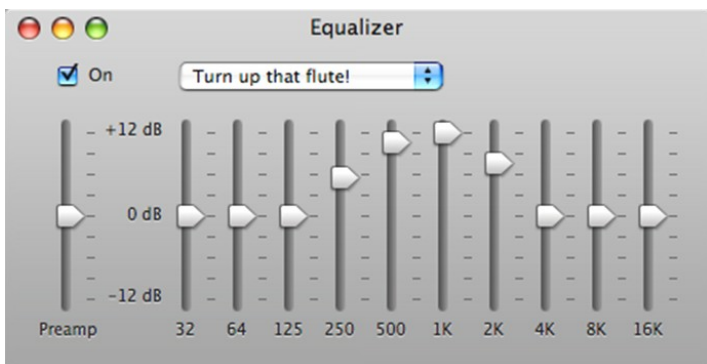 Equalizer
On
Turn up that flute!
+12 dB
0 dB
-12 dB
Preamp 32 64 125 250 500 1K 2K 4K 8K 16K